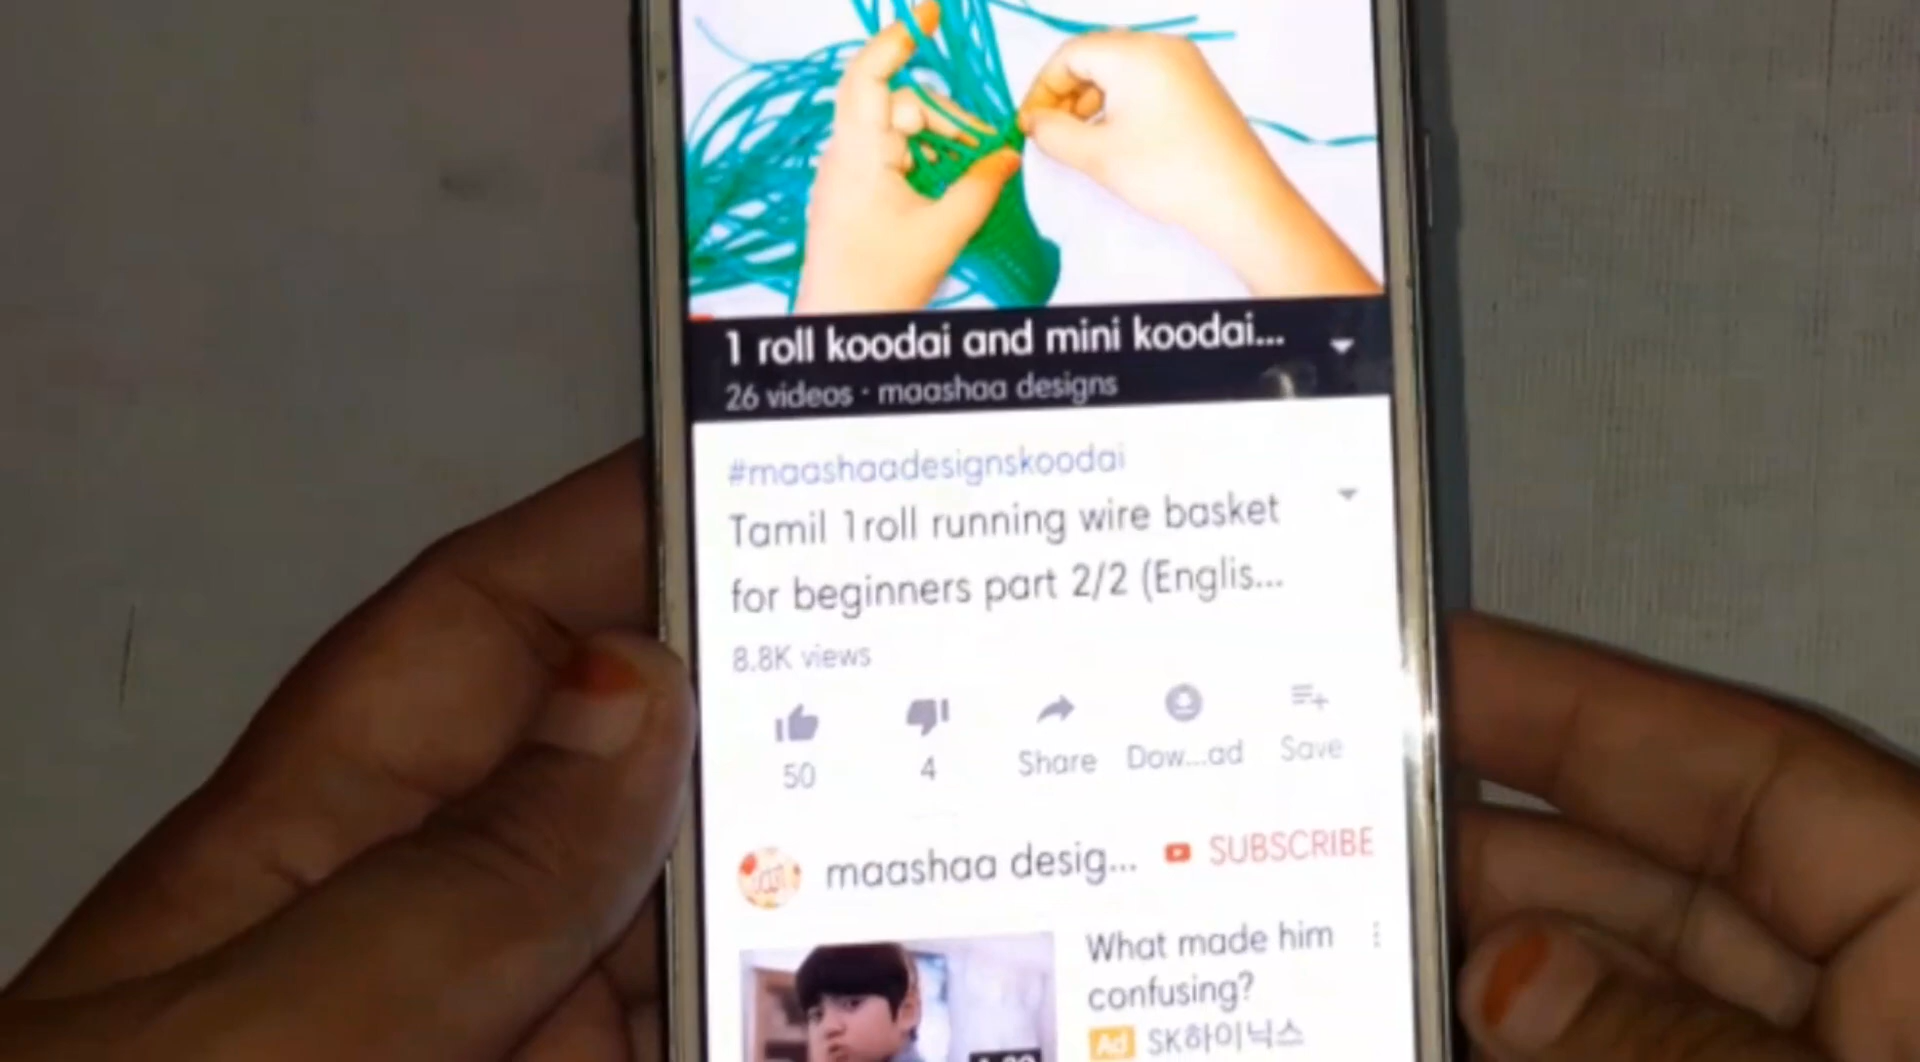 1 roll koodai and mini koodai...
26 videos · maashaa designs
#maashaadesignskoodai
Tamil 1roll running wire basket
for beginners part 2/2 (Englis...
8.8K views
50
4
Share
Dow...ad
Save
maashaa desig...
SUBSCRIBE
What made him
confusing?
Ad SK하이닉스